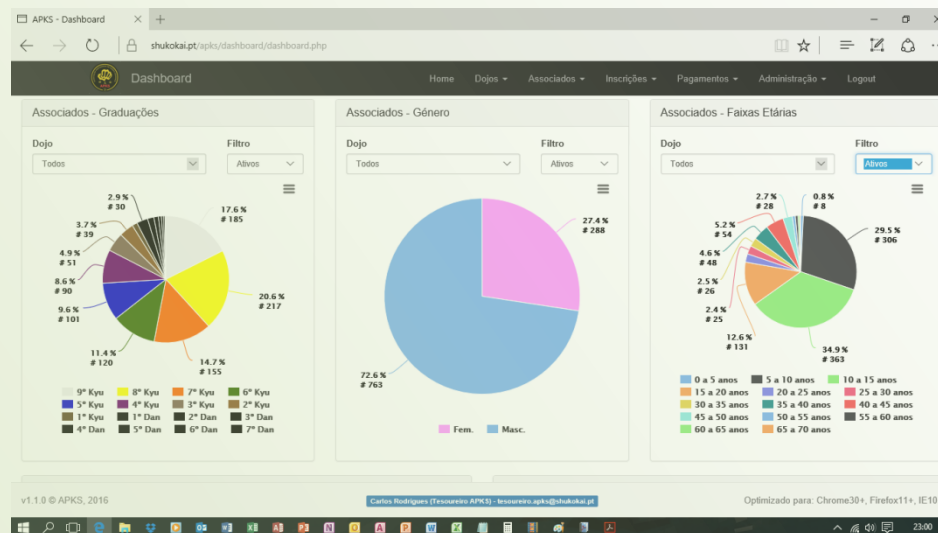 APKS - Dashboard
shukokai.pt/apks/dashboard/dashboard.php
Dashboard
Home Dojos Associados Inscrições Pagamentos Administração Logout
Associados - Graduações
Dojo Filtro
Todos Ativos
2.9 %
# 30
3.7 %
# 39
4.9 %
# 51
8.6 %
# 90
9.6 %
# 101
11.4 %
# 120
14.7 %
# 155
20.6 %
# 217
17.6 %
# 185
9º Kyu 8º Kyu 7º Kyu 6º Kyu
5º Kyu 4º Kyu 3º Kyu 2º Kyu
1º Kyu 1º Dan 2º Dan 3º Dan
4º Dan 5º Dan 6º Dan 7º Dan
Associados - Género
Dojo Filtro
Todos Ativos
27.4 %
# 288
72.6 %
# 763
Fem. Masc.
Associados - Faixas Etárias
Dojo Filtro
Todos Ativos
2.7 %
# 28
0.8 %
# 8
5.2 %
# 54
4.6 %
# 48
2.5 %
# 26
2.4 %
# 25
12.6 %
# 131
34.9 %
# 363
29.5 %
# 306
0 a 5 anos 5 a 10 anos 10 a 15 anos
15 a 20 anos 20 a 25 anos 25 a 30 anos
30 a 35 anos 35 a 40 anos 40 a 45 anos
45 a 50 anos 50 a 55 anos 55 a 60 anos
60 a 65 anos 65 a 70 anos
v1.1.0 © APKS, 2016
Carlos Rodrigues (Tesoureiro APKS) - tesoureiro.apks@shukokai.pt
Optimizado para: Chrome30+, Firefox11+, IE10
23:00